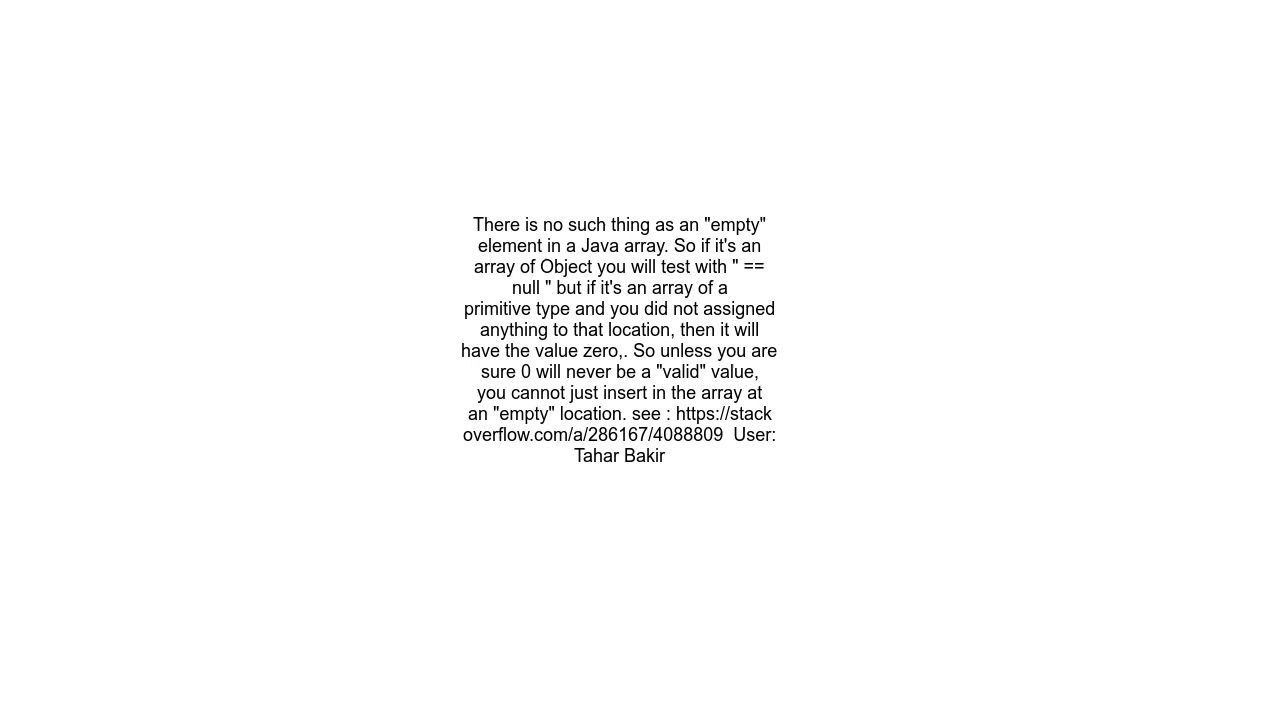 There is no such thing as an "empty"
element in a Java array. So if it's an
array of Object you will test with " ==
null " but if it's an array of a
primitive type and you did not assigned
anything to that location, then it will
have the value zero,. So unless you are
sure 0 will never be a "valid" value,
you cannot just insert in the array at
an "empty" location. see : https://stack
overflow.com/a/286167/4088809  User:
Tahar Bakir